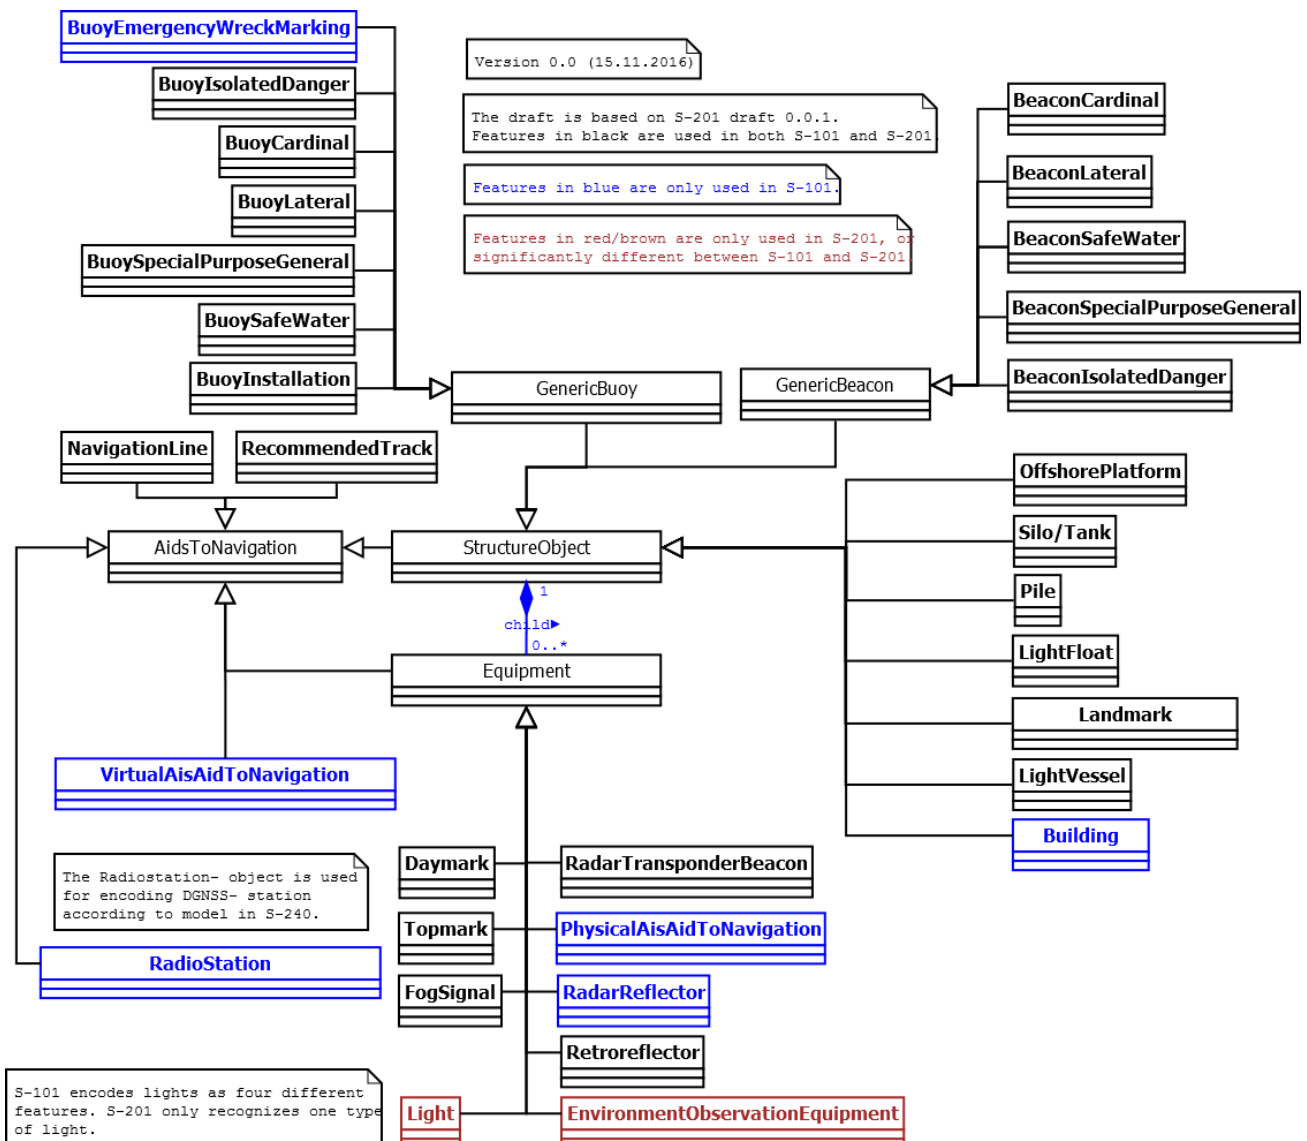 BuoyEmergencyWreckMarking
BuoyIsolatedDanger
BuoyCardinal
BuoyLateral
BuoySpecialPurposeGeneral
BuoySafeWater
BuoyInstallation
Version 0.0 (15.11.2016)
The draft is based on S-201 draft 0.0.1.
Features in black are used in both S-101 and S-201
Features in blue are only used in S-101.
Features in red/brown are only used in S-201, or
significantly different between S-101 and S-201.
BeaconCardinal
BeaconLateral
BeaconSafeWater
BeaconSpecialPurposeGeneral
BeaconIsolatedDanger
GenericBuoy
GenericBeacon
NavigationLine
RecommendedTrack
AidsToNavigation
StructureObject
1
child▶
0..*
Equipment
OffshorePlatform
Silo/Tank
Pile
LightFloat
Landmark
LightVessel
Building
VirtualAisAidToNavigation
The Radiostation- object is used
for encoding DGNSS- station
according to model in S-240.
RadioStation
Daymark
RadarTransponderBeacon
Topmark
PhysicalAisAidToNavigation
FogSignal
RadarReflector
Retroreflector
Light
EnvironmentObservationEquipment
S-101 encodes lights as four different
features. S-201 only recognizes one type
of light.